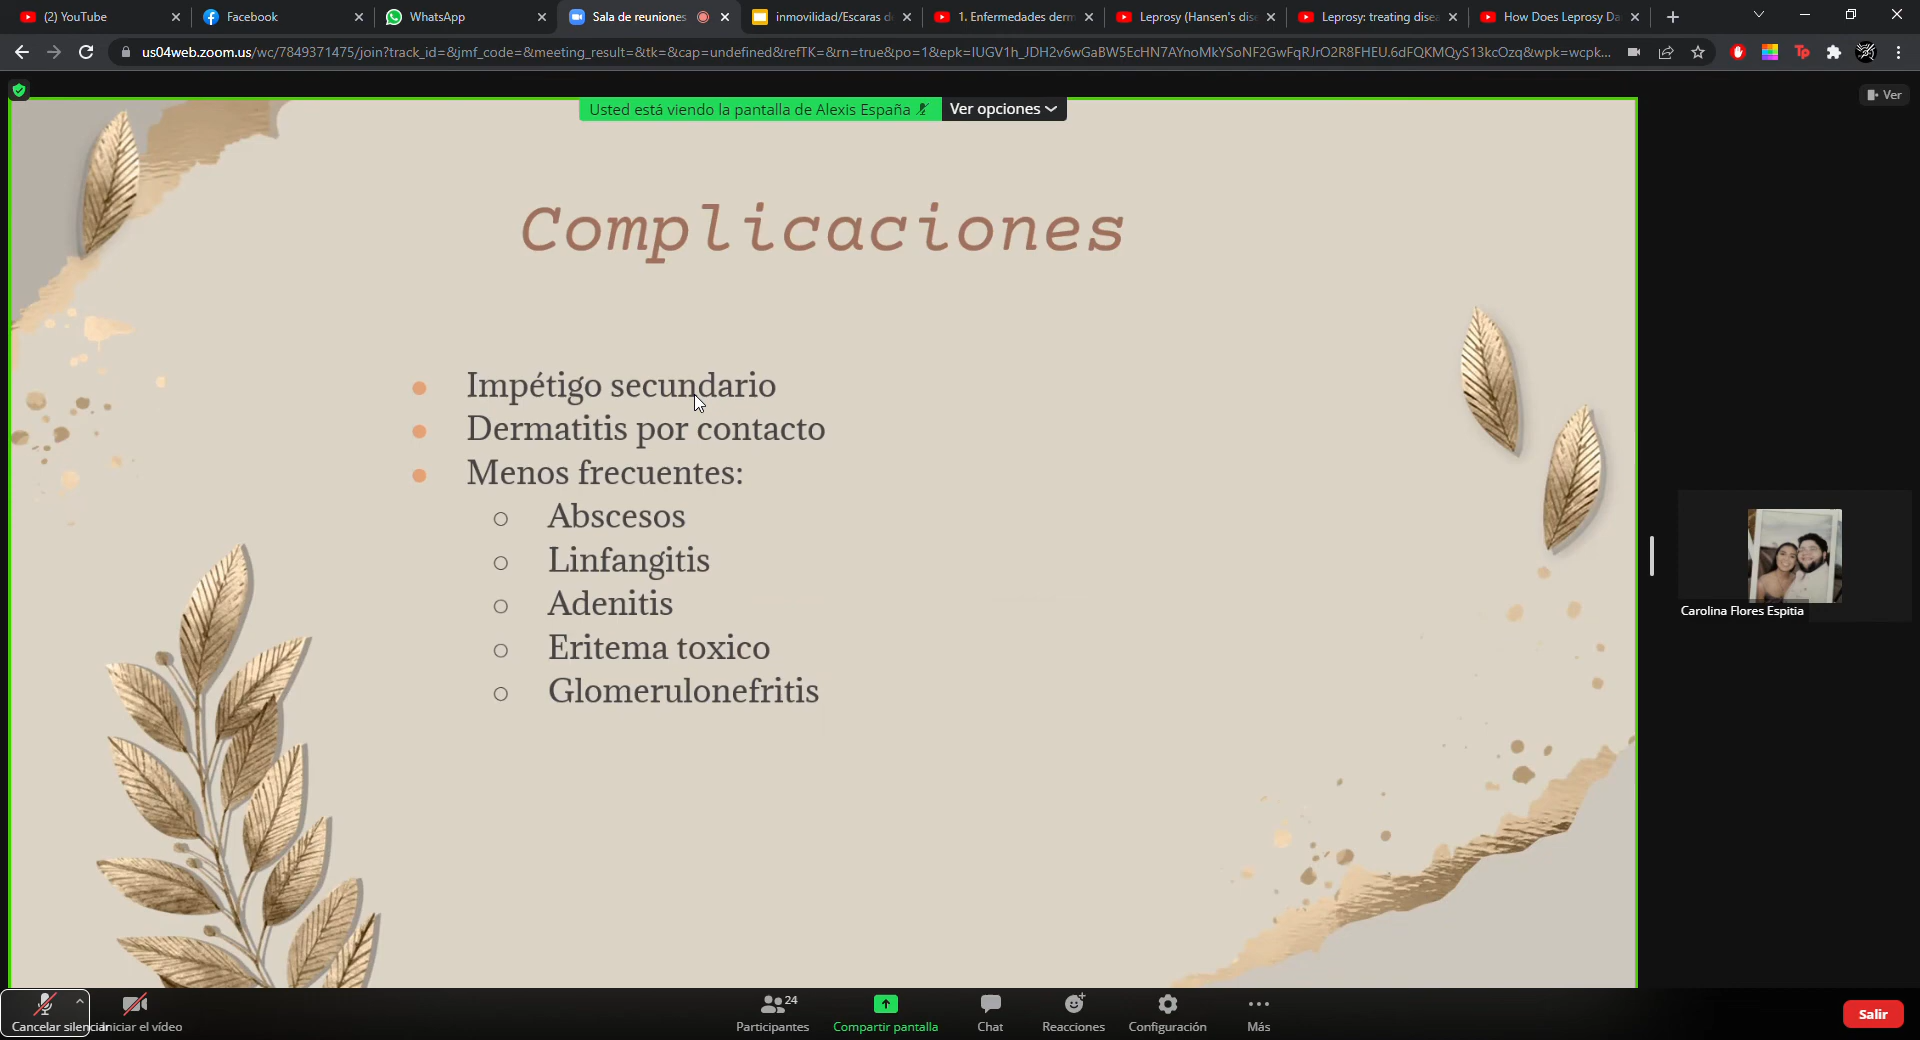 (2) YouTube
Facebook
WhatsApp
Sala de reuniones
inmovilidad/Escaras d
1. Enfermedades derm
Leprosy (Hansen's dis
Leprosy: treating disea
How Does Leprosy Da
us04web.zoom.us/wc/7849371475/join?track_id=&jmf_code=&meeting_result=&tk=&cap=undefined&refTK=&rn=true&po=1&epk=IUGV1h_JDH2v6wGaBW5EcHN7AYnoMkYSoNF2GwFqRJrO2R8FHEU.6dFQKMQyS13kcOzq&wpk=wcpk...
Usted está viendo la pantalla de Alexis España
Ver opciones
Ver
Complicaciones
Impétigo secundario
Dermatitis por contacto
Menos frecuentes:
Abscesos
Linfangitis
Adenitis
Eritema toxico
Glomerulonefritis
Carolina Flores Espitia
Cancelar silenciar
Iniciar el vídeo
24
Participantes
Compartir pantalla
Chat
Reacciones
Configuración
Más
Salir